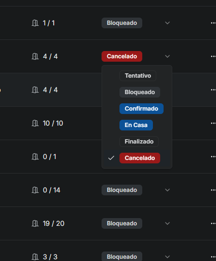 1 / 1 Bloqueado
4 / 4 Cancelado
Tentativo
4 / 4 Bloqueado
Confirmado
10 / 10 En Casa
Finalizado
0 / 1 Cancelado
0 / 14 Bloqueado
19 / 20 Bloqueado
3 / 3 Bloqueado